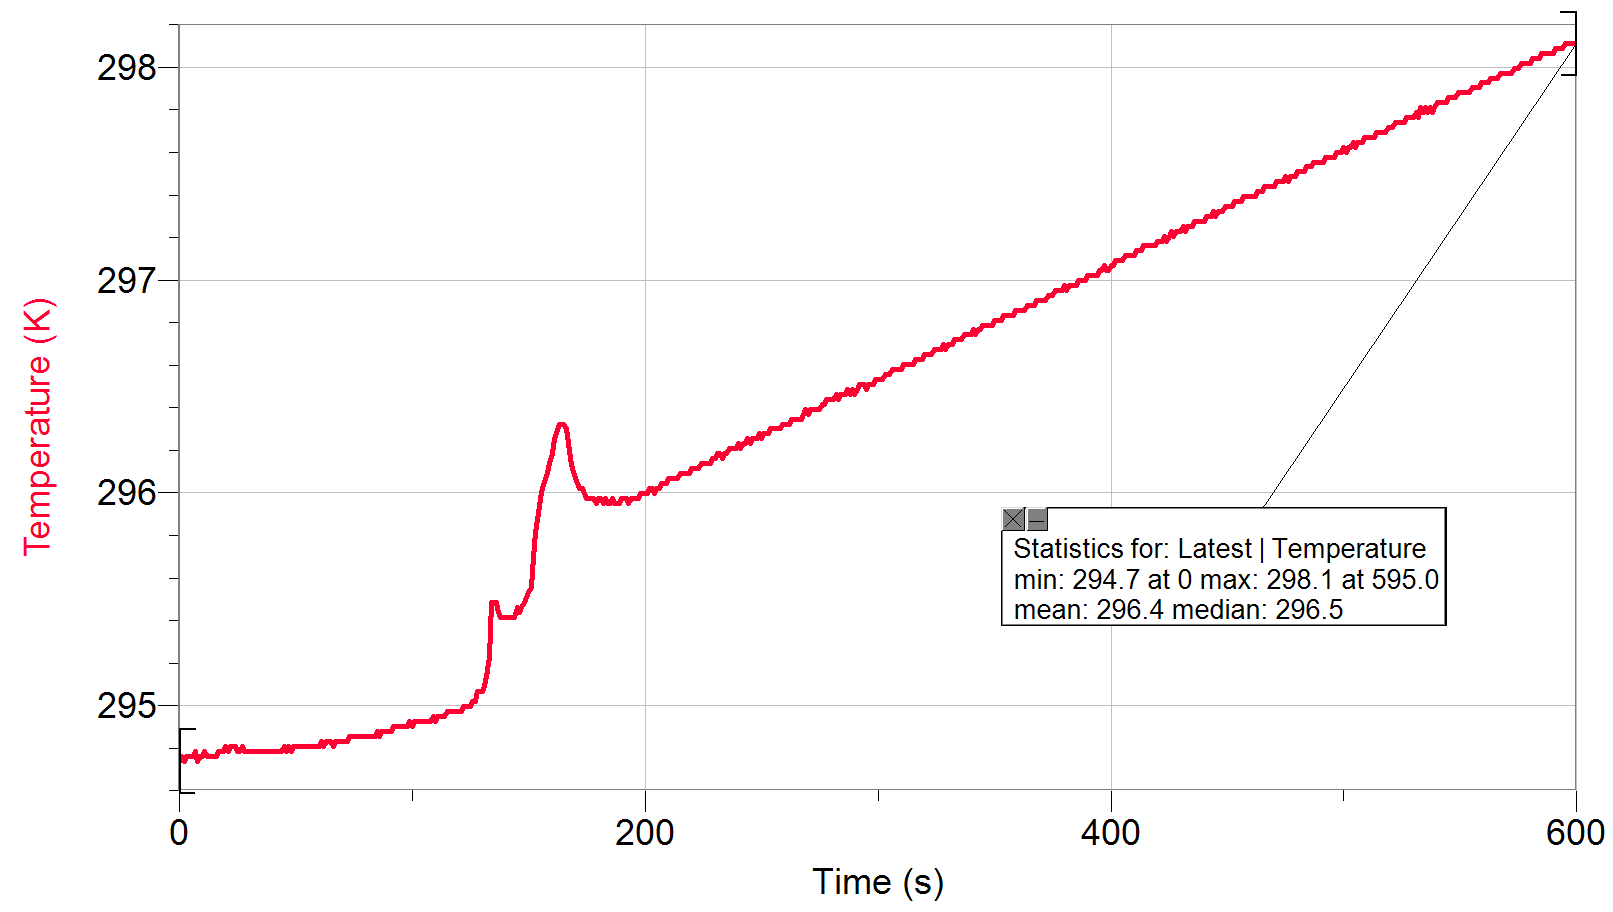 298
297
296
295
Temperature (K)
Statistics for: Latest | Temperature
min: 294.7 at 0 max: 298.1 at 595.0
mean: 296.4 median: 296.5
0 200 400 600
Time (s)